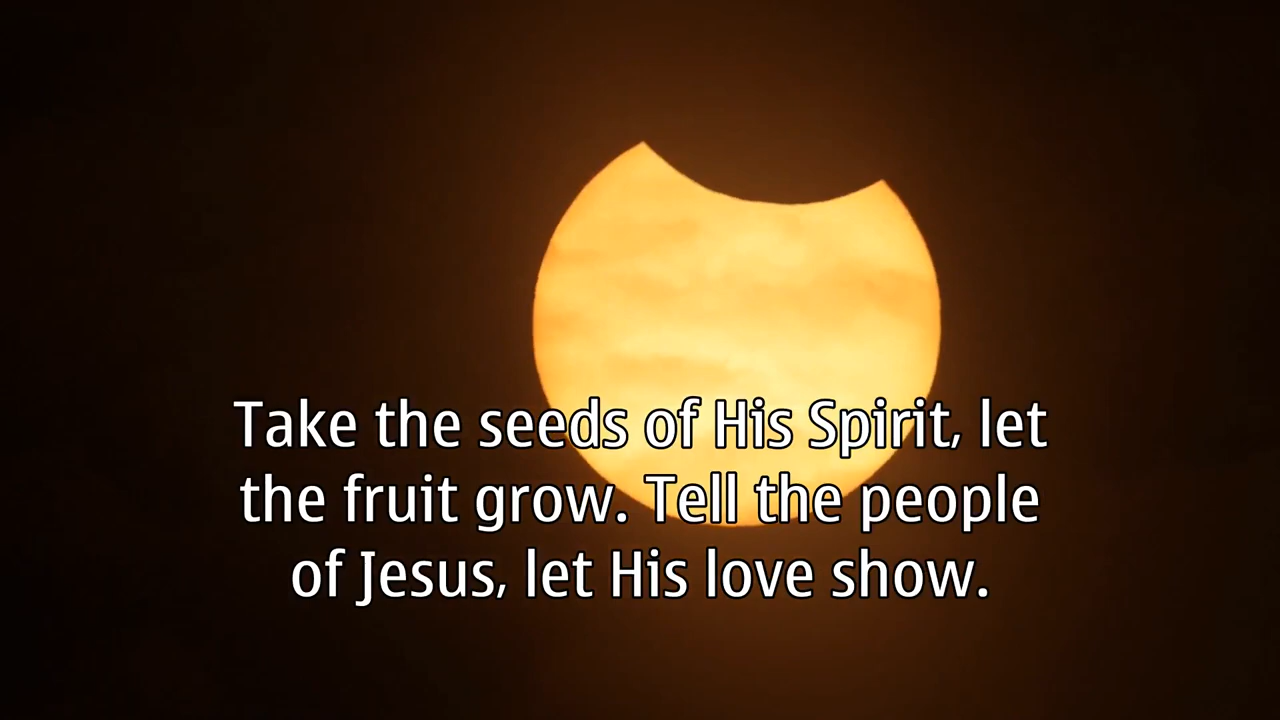 Take the seeds of His Spirit, let
the fruit grow. Tell the people
of Jesus, let His love show.